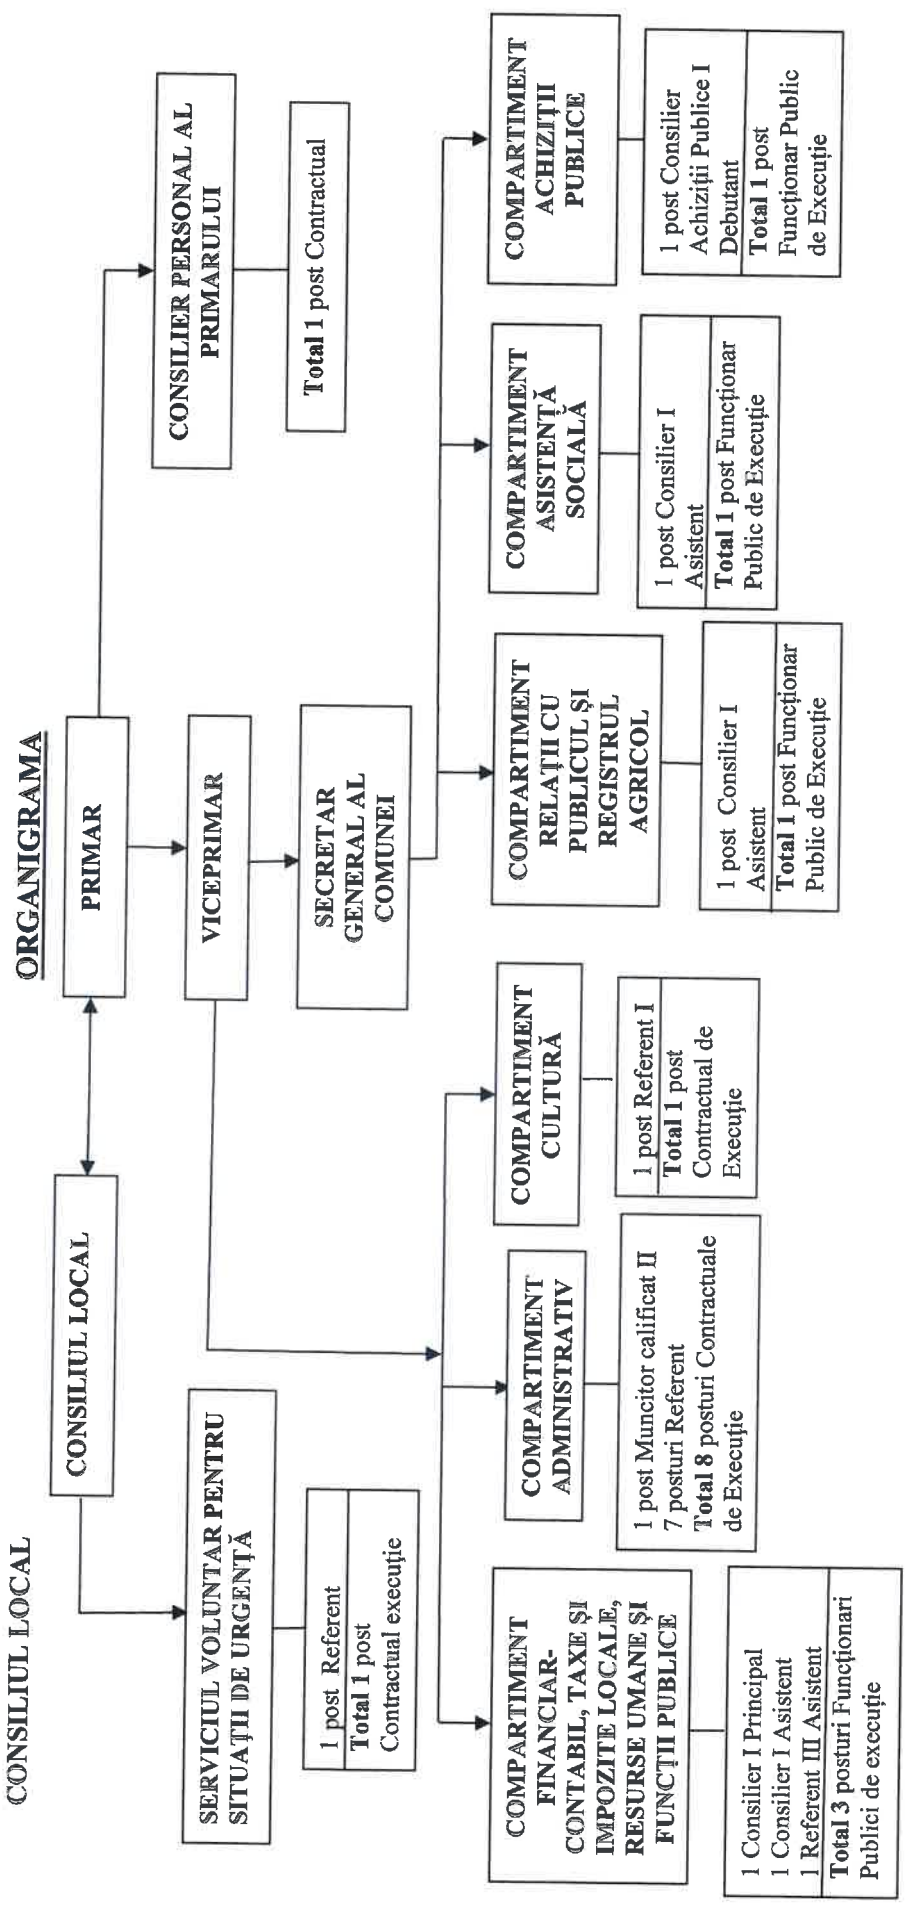 CONSILIUL LOCAL
ORGANIGRAMA
CONSILIUL LOCAL
PRIMAR
CONSILIER PERSONAL AL
PRIMARULUI
Total 1 post Contractual
VICEPRIMAR
SERVICIUL VOLUNTAR PENTRU
SITUAȚII DE URGENȚĂ
1 post Referent
Total 1 post
Contractual execuție
SECRETAR
GENERAL AL
COMUNEI
COMPARTIMENT
FINANCIAR-
CONTABIL, TAXE ȘI
IMPOZITE LOCALE,
RESURSE UMANE ȘI
FUNCȚII PUBLICE
1 Consilier I Principal
1 Consilier I Asistent
1 Referent III Asistent
Total 3 posturi Funcționari
Publici de execuție
COMPARTIMENT
ADMINISTRATIV
1 post Muncitor calificat II
7 posturi Referent
Total 8 posturi Contractuale
de Execuție
COMPARTIMENT
CULTURĂ
1 post Referent I
Total 1 post
Contractual de
Execuție
COMPARTIMENT
RELAȚII CU
PUBLICUL ȘI
REGISTRUL
AGRICOL
1 post Consilier I
Asistent
Total 1 post Funcționar
Public de Execuție
COMPARTIMENT
ASISTENȚĂ
SOCIALĂ
1 post Consilier I
Asistent
Total 1 post Funcționar
Public de Execuție
COMPARTIMENT
ACHIZIȚII
PUBLICE
1 post Consilier
Achiziții Publice I
Debutant
Total 1 post
Funcționar Public
de Execuție